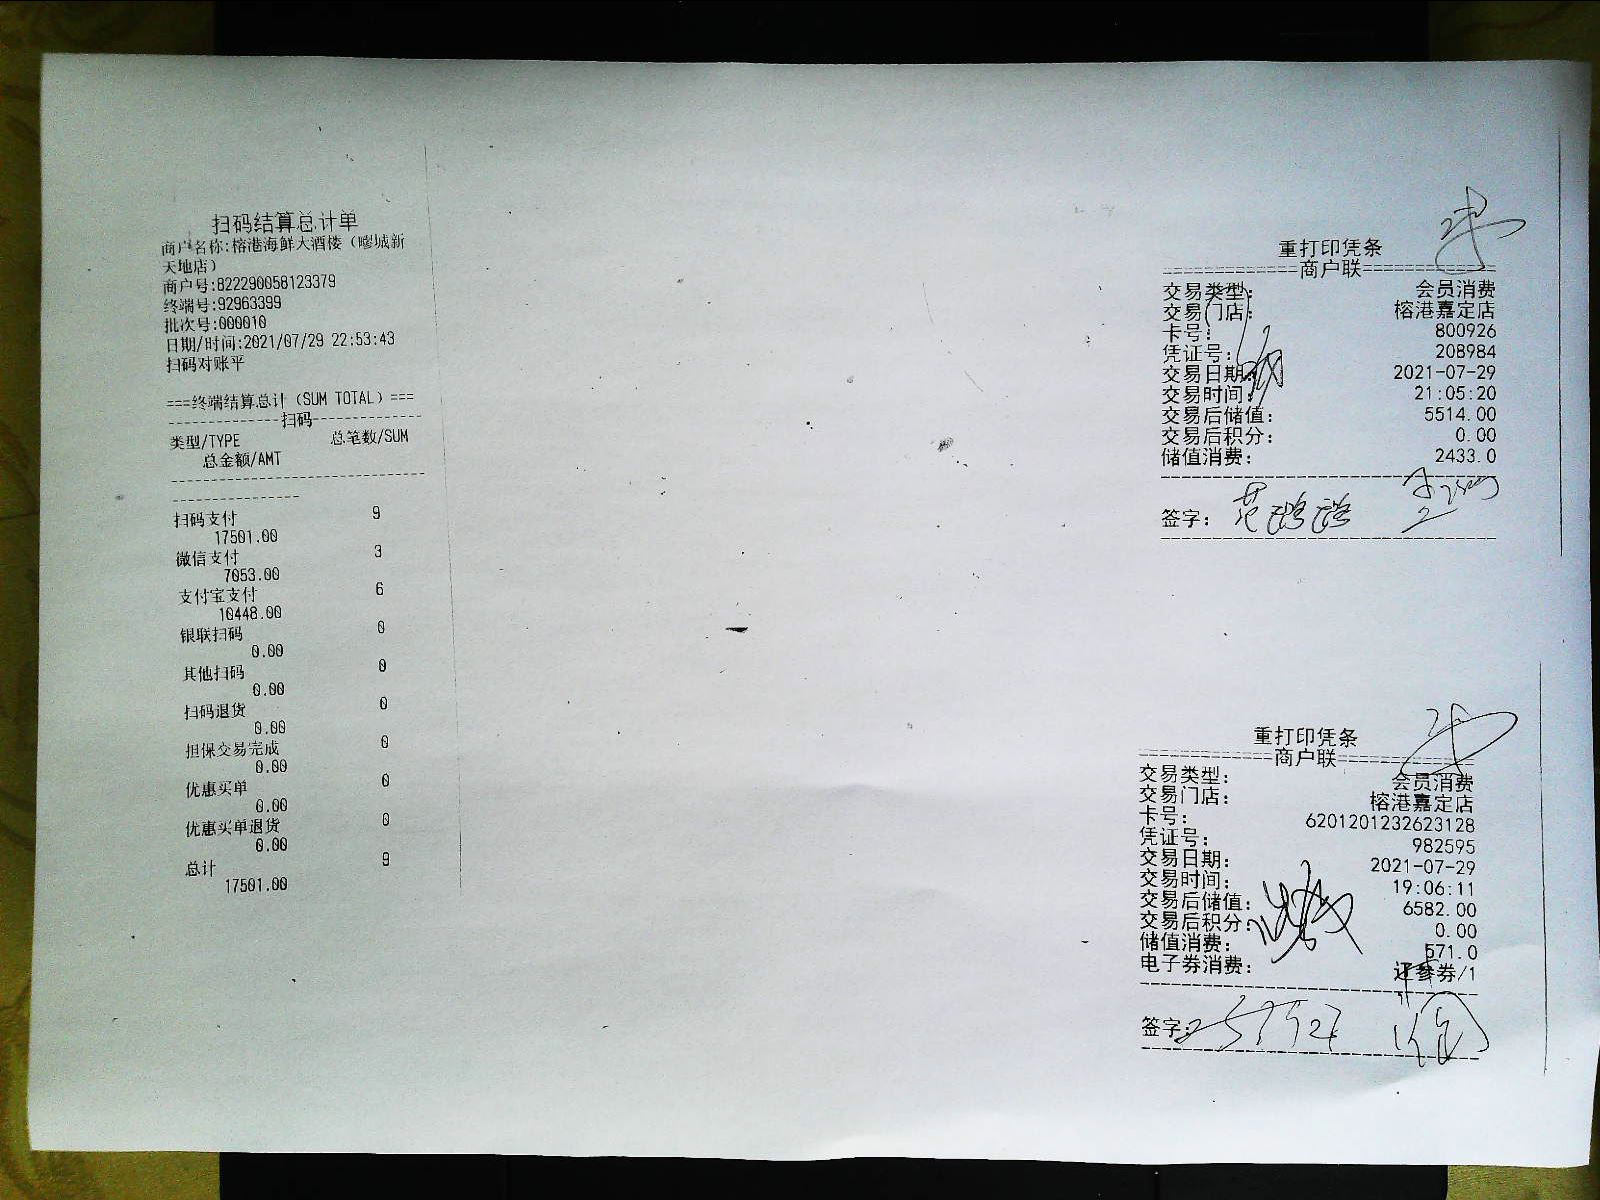 扫码结算总计单
商户名称:榕港海鲜大酒楼（疁城新
天地店）
商户号:822290058123379
终端号:92963399
批次号:000010
日期/时间:2021/07/29 22:53:43
扫码对账平
===终端结算总计（SUM TOTAL）===
---------------扫码---------------
类型/TYPE 总笔数/SUM
总金额/AMT
扫码支付 9
17501.00
微信支付 3
7053.00
支付宝支付 6
10448.00
银联扫码 0
0.00
其他扫码 0
0.00
扫码退货 0
0.00
担保交易完成 0
0.00
优惠买单 0
0.00
优惠买单退货 0
0.00
总计 9
17501.00
重打印凭条
商户联
交易类型: 会员消费
交易门店: 榕港嘉定店
卡号: 800926
凭证号: 208984
交易日期: 2021-07-29
交易时间: 21:05:20
交易后储值: 5514.00
交易后积分: 0.00
储值消费: 2433.0
签字:
重打印凭条
商户联
交易类型: 会员消费
交易门店: 榕港嘉定店
卡号: 6201201232623128
凭证号: 982595
交易日期: 2021-07-29
交易时间: 19:06:11
交易后储值: 6582.00
交易后积分: 0.00
储值消费: 571.0
电子券消费: 辽参券/1
签字: